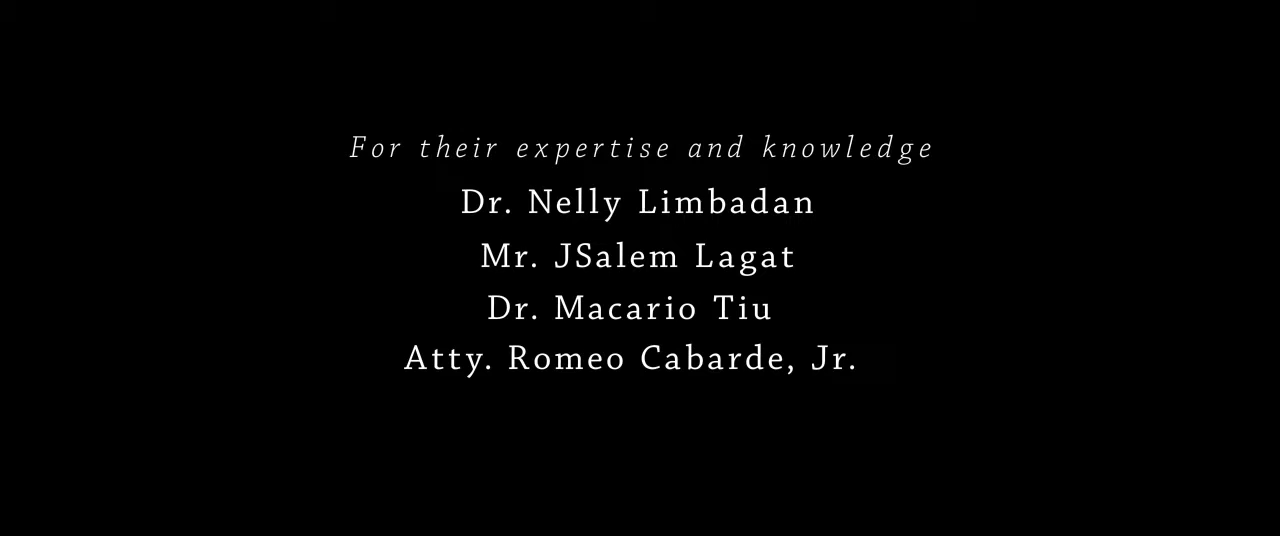 For their expertise and knowledge
Dr. Nelly Limbadan
Mr. JSalem Lagat
Dr. Macario Tiu
Atty. Romeo Cabarde, Jr.